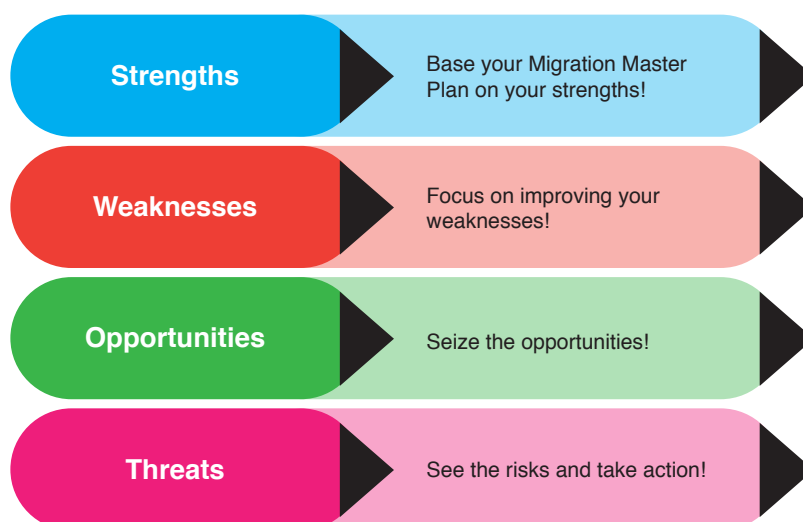 Strengths
Base your Migration Master
Plan on your strengths!
Weaknesses
Focus on improving your
weaknesses!
Opportunities
Seize the opportunities!
Threats
See the risks and take action!